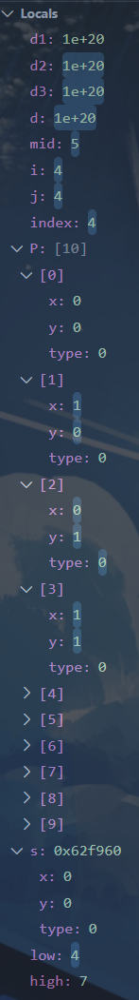 Locals
d1: 1e+20
d2: 1e+20
d3: 1e+20
d: 1e+20
mid: 5
i: 4
j: 4
index: 4
P: [10]
[0]
x: 0
y: 0
type: 0
[1]
x: 1
y: 0
type: 0
[2]
x: 0
y: 1
type: 0
[3]
x: 1
y: 1
type: 0
[4]
[5]
[6]
[7]
[8]
[9]
s: 0x62f960
x: 0
y: 0
type: 0
low: 4
high: 7